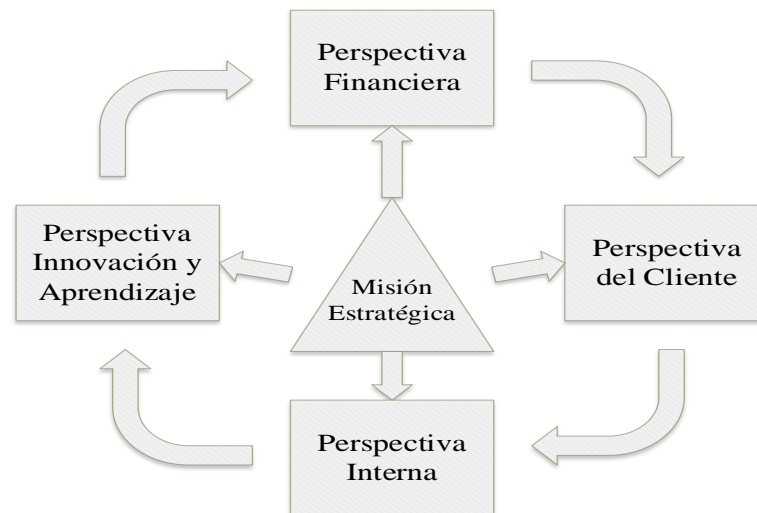 Perspectiva
Financiera
Perspectiva
Innovación y
Aprendizaje
Misión
Estratégica
Perspectiva
del Cliente
Perspectiva
Interna